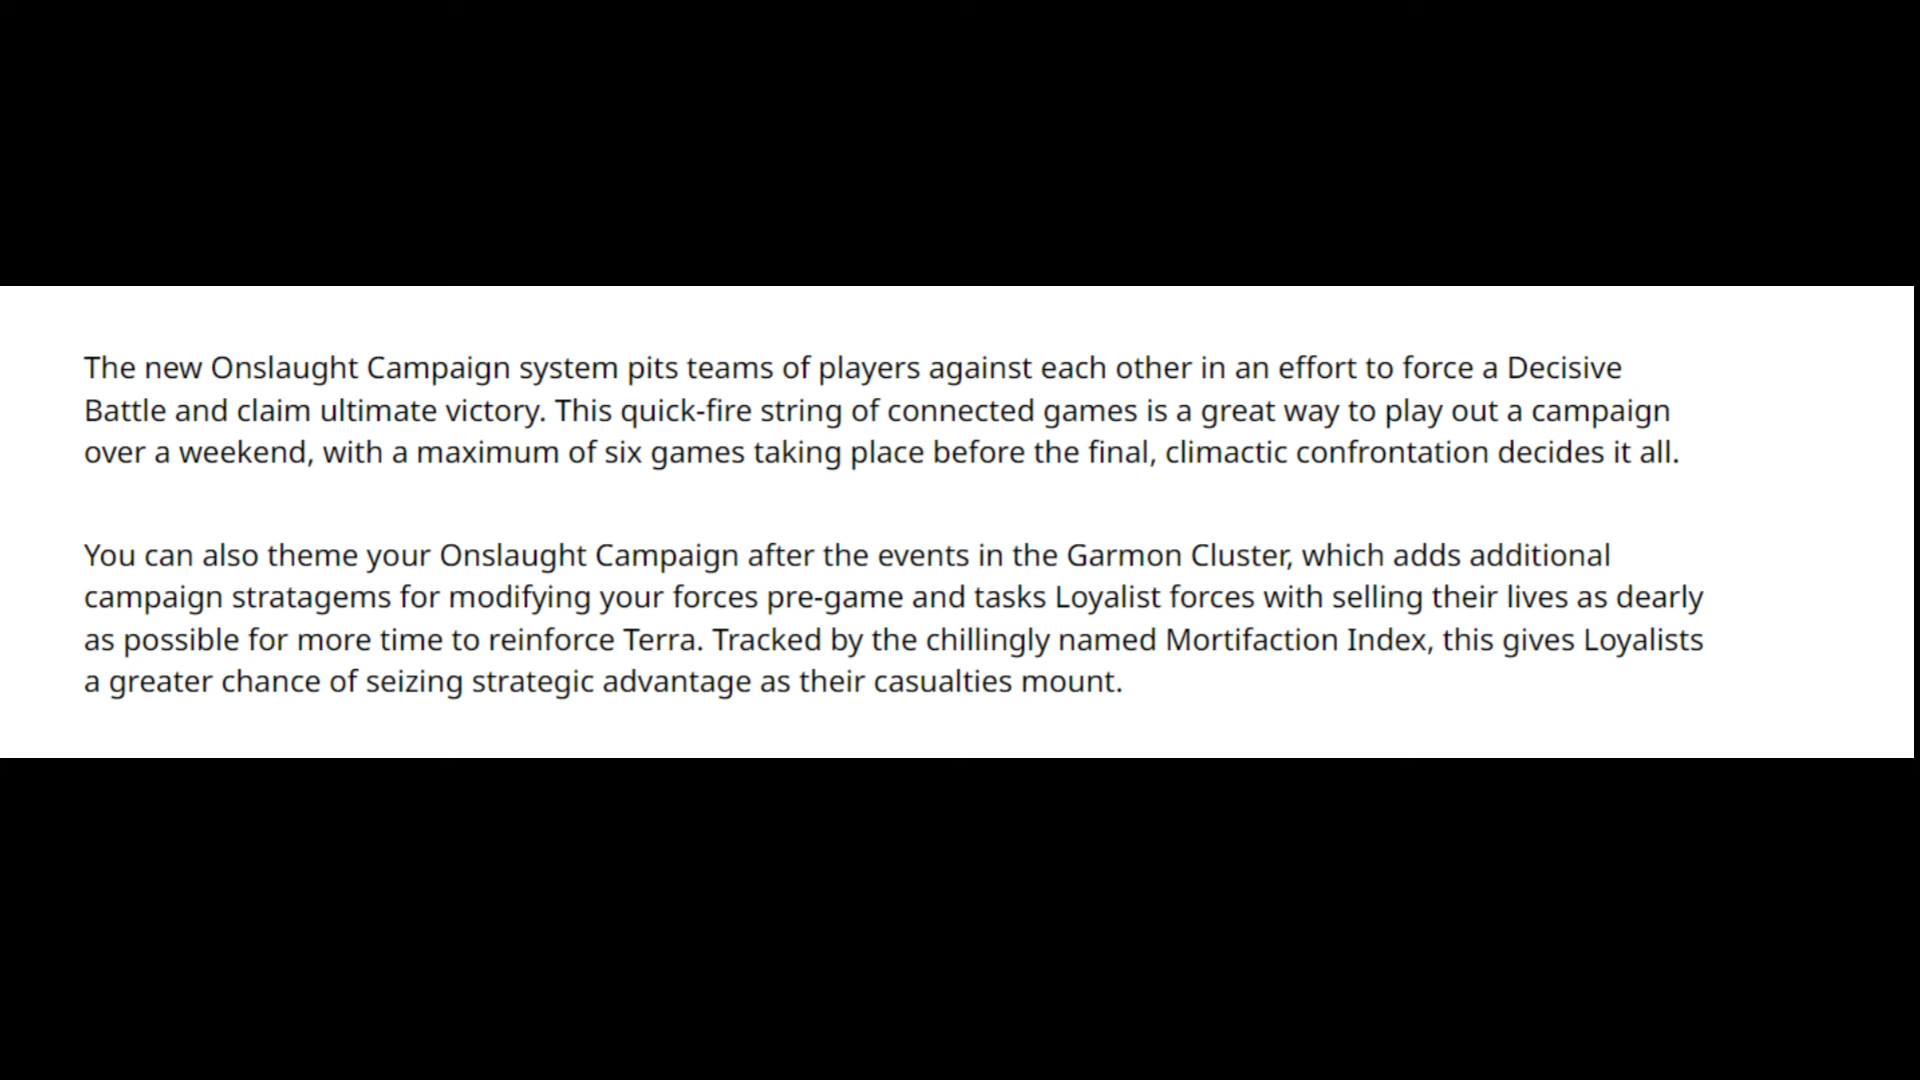 The new Onslaught Campaign system pits teams of players against each other in an effort to force a Decisive
Battle and claim ultimate victory. This quick-fire string of connected games is a great way to play out a campaign
over a weekend, with a maximum of six games taking place before the final, climactic confrontation decides it all.
You can also theme your Onslaught Campaign after the events in the Garmon Cluster, which adds additional
campaign stratagems for modifying your forces pre-game and tasks Loyalist forces with selling their lives as dearly
as possible for more time to reinforce Terra. Tracked by the chillingly named Mortifaction Index, this gives Loyalists
a greater chance of seizing strategic advantage as their casualties mount.